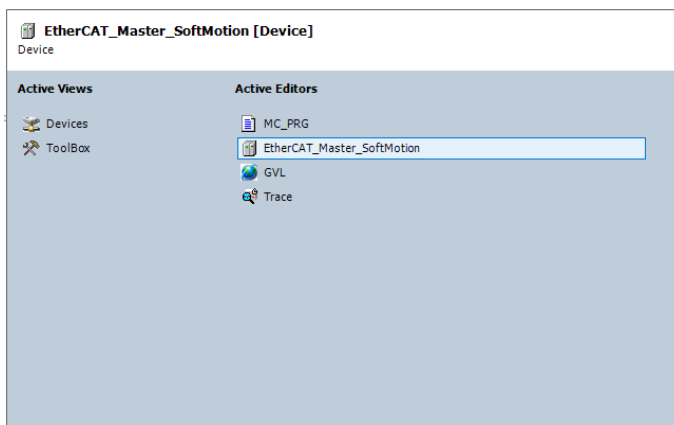 EtherCAT_Master_SoftMotion [Device]
Device
Active Views
Active Editors
Devices
MC_PRG
ToolBox
EtherCAT_Master_SoftMotion
GVL
Trace